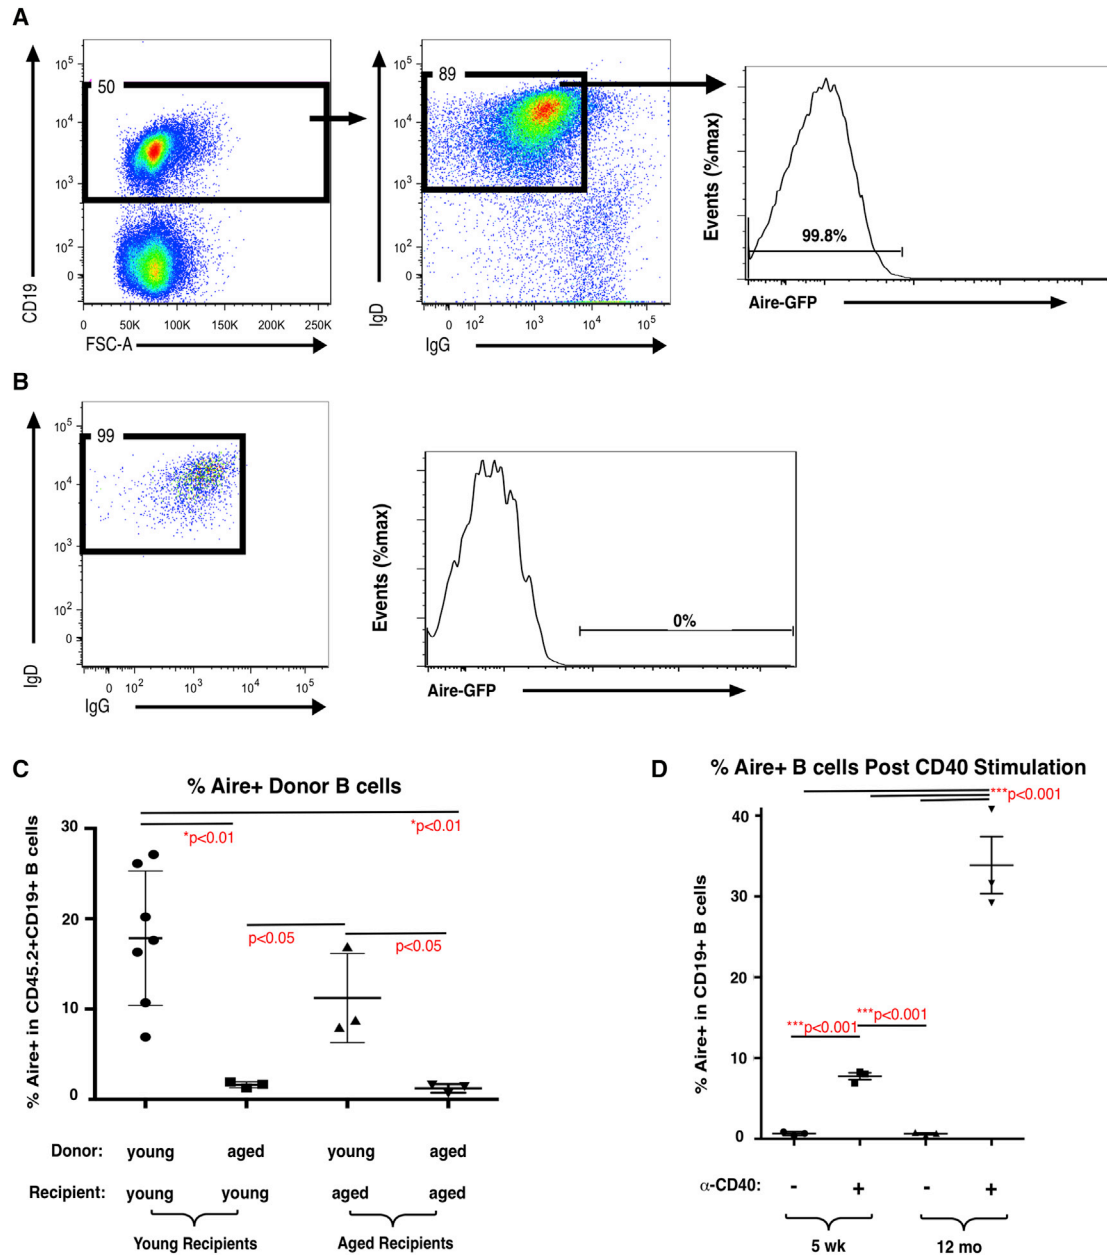 A
CD19
10^5
10^4
10^3
10^2
0
50
0 50K 100K 150K 200K 250K
FSC-A
IgD
10^5
10^4
10^3
10^2
0
89
0 10^2 10^3 10^4 10^5
IgG
Events (%max)
99.8%
Aire-GFP
B
IgD
10^5
10^4
10^3
10^2
0
99
0 10^2 10^3 10^4 10^5
IgG
Events (%max)
0%
Aire-GFP
C
% Aire+ Donor B cells
% Aire+ in CD45.2+CD19+ B cells
30
20
10
0
*p<0.01
*p<0.01
p<0.05
p<0.05
Donor: young aged young aged
Recipient: young young aged aged
Young Recipients Aged Recipients
D
% Aire+ B cells Post CD40 Stimulation
% Aire+ in CD19+ B cells
40
30
20
10
0
***p<0.001
***p<0.001
***p<0.001
α-CD40: - + - +
5 wk 12 mo